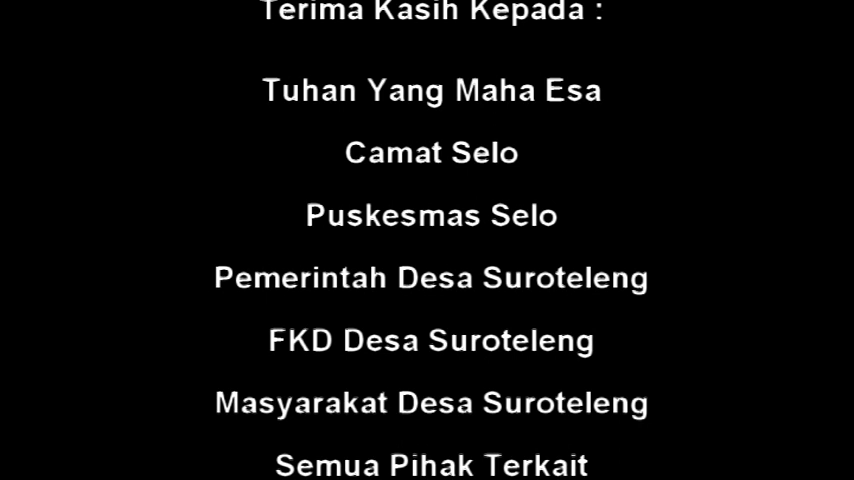 Terima Kasih Kepada :
Tuhan Yang Maha Esa
Camat Selo
Puskesmas Selo
Pemerintah Desa Suroteleng
FKD Desa Suroteleng
Masyarakat Desa Suroteleng
Semua Pihak Terkait